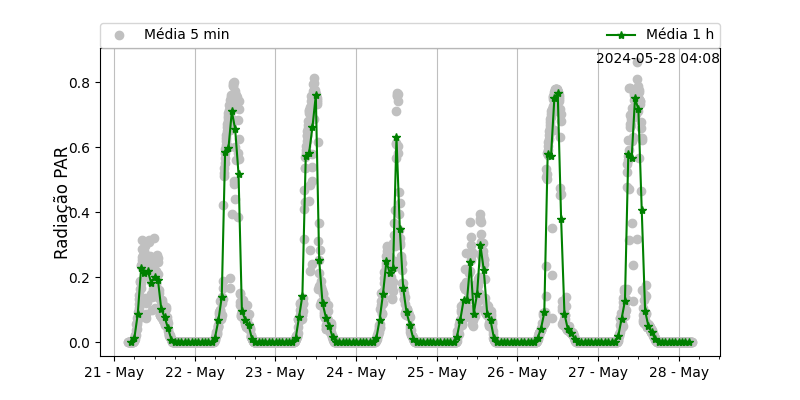 Média 5 min
Média 1 h
2024-05-28 04:08
Radiação PAR
0.8
0.6
0.4
0.2
0.0
21 - May
22 - May
23 - May
24 - May
25 - May
26 - May
27 - May
28 - May